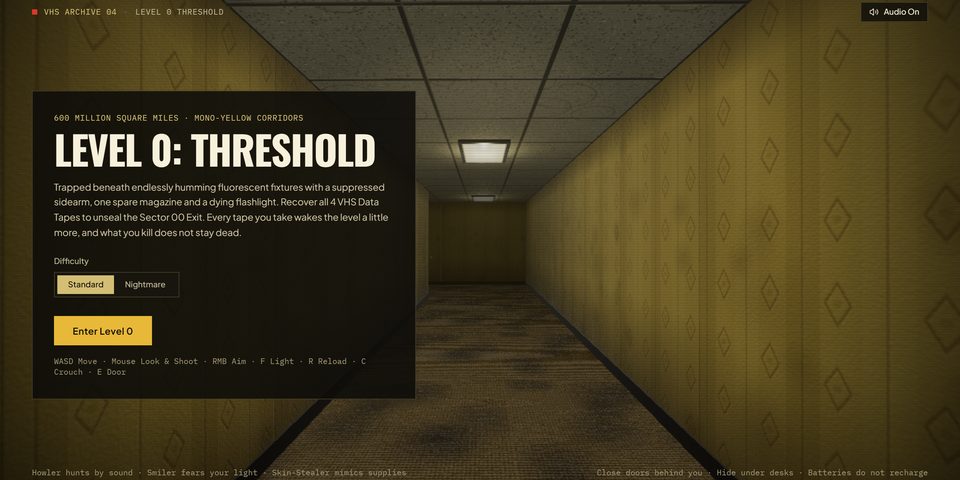 VHS ARCHIVE 04 · LEVEL 0 THRESHOLD
Audio On
600 MILLION SQUARE MILES · MONO-YELLOW CORRIDORS
LEVEL 0: THRESHOLD
Trapped beneath endlessly humming fluorescent fixtures with a suppressed
sidearm, one spare magazine and a dying flashlight. Recover all 4 VHS Data
Tapes to unseal the Sector 00 Exit. Every tape you take wakes the level a little
more, and what you kill does not stay dead.
Difficulty
Standard
Nightmare
Enter Level 0
WASD Move · Mouse Look & Shoot · RMB Aim · F Light · R Reload · C
Crouch · E Door
Howler hunts by sound · Smiler fears your light · Skin-Stealer mimics supplies
Close doors behind you · Hide under desks · Batteries do not recharge